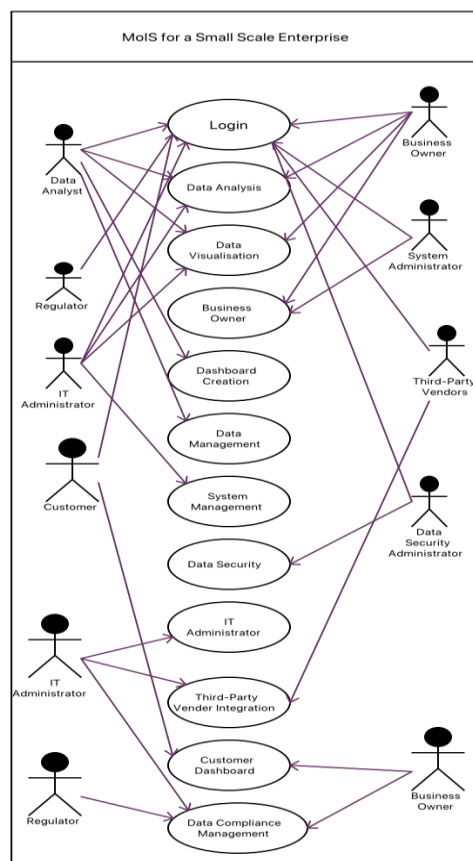 MoIS for a Small Scale Enterprise
Login
Data
Analyst
Business
Owner
Data Analysis
Data
Visualisation
System
Administrator
Regulator
Business
Owner
IT
Administrator
Third-Party
Vendors
Dashboard
Creation
Data
Management
Customer
System
Management
Data
Security
Administrator
Data Security
IT
Administrator
IT
Administrator
Third-Party
Vender Integration
Customer
Dashboard
Regulator
Business
Owner
Data Compliance
Management